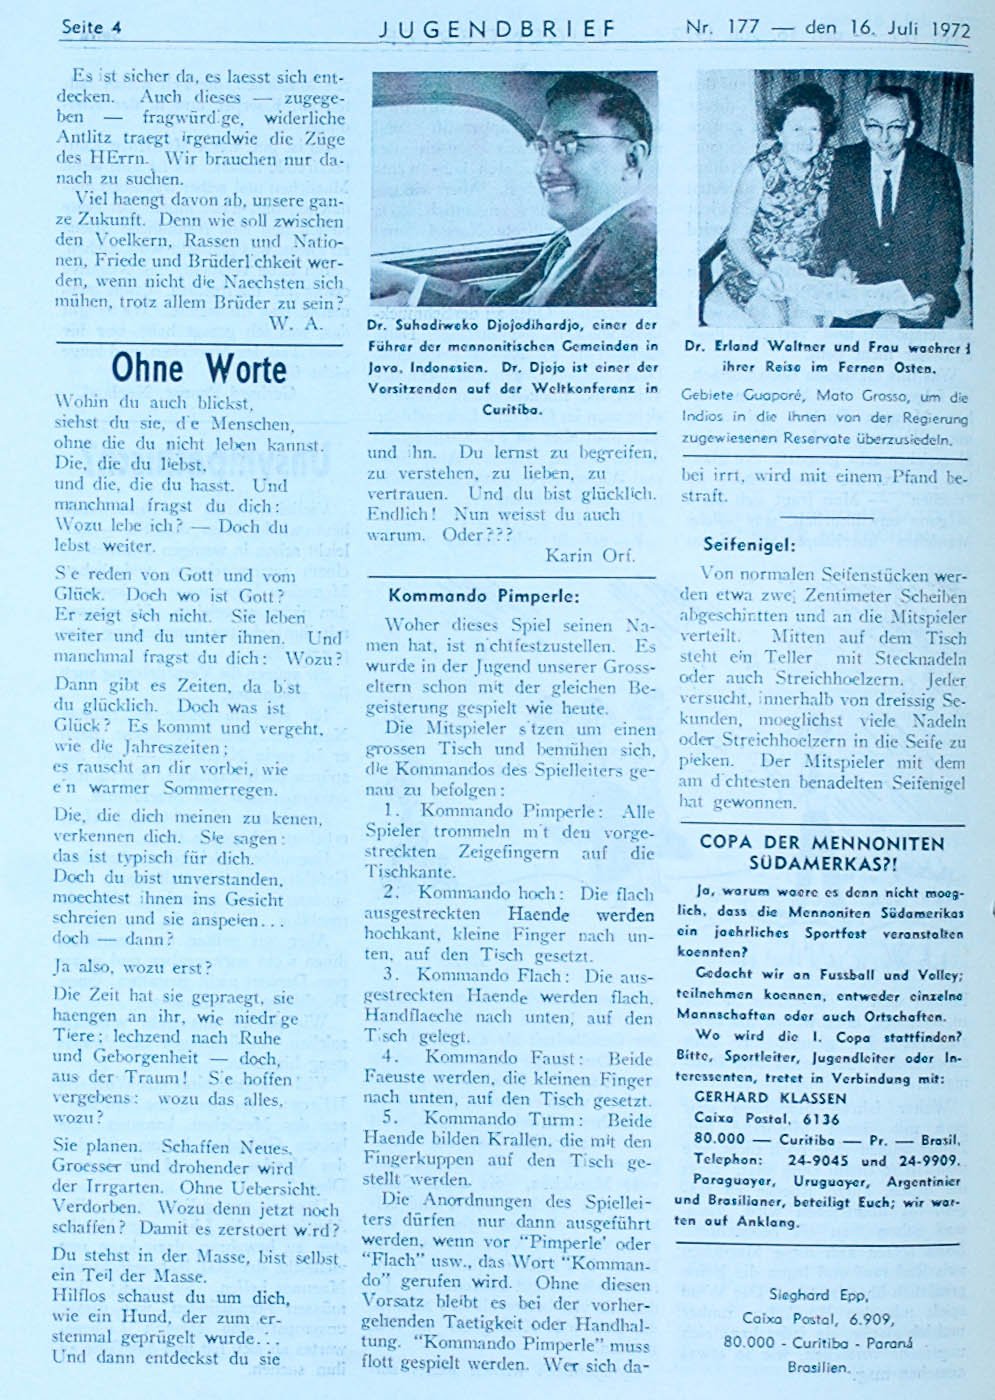 Seite 4
JUGENDBRIEF
Nr. 177 — den 16. Juli 1972
Es ist sicher da, es laesst sich ent-
decken. Auch dieses — zugege-
ben — fragwürdige, widerliche
Antlitz traegt irgendwie die Züge
des HErrn. Wir brauchen nur da-
nach zu suchen.
Viel haengt davon ab, unsere gan-
ze Zukunft. Denn wie soll zwischen
den Voelkern, Rassen und Natio-
nen, Friede und Brüderlichkeit wer-
den, wenn nicht die Naechsten sich
mühen, trotz allem Brüder zu sein?
W. A.
Ohne Worte
Wohin du auch blickst,
siehst du sie, die Menschen,
ohne die du nicht leben kannst.
Die, die du liebst,
und die, die du hasst. Und
manchmal fragst du dich:
Wozu lebe ich? — Doch du
lebst weiter.
Sie reden von Gott und vom
Glück. Doch wo ist Gott?
Er zeigt sich nicht. Sie leben
weiter und du unter ihnen. Und
manchmal fragst du dich: Wozu?
Dann gibt es Zeiten, da bist
du glücklich. Doch was ist
Glück? Es kommt und vergeht,
wie die Jahreszeiten;
es rauscht an dir vorbei, wie
ein warmer Sommerregen.
Die, die dich meinen zu kenen,
verkennen dich. Sie sagen:
das ist typisch für dich.
Doch du bist unverstanden,
moechtest ihnen ins Gesicht
schreien und sie anspeien...
doch — dann?
Ja also, wozu erst?
Die Zeit hat sie gepraegt, sie
haengen an ihr, wie niedrige
Tiere; lechzend nach Ruhe
und Geborgenheit — doch,
aus der Traum! Sie hoffen
vergebens: wozu das alles,
wozu?
Sie planen. Schaffen Neues.
Groesser und drohender wird
der Irrgarten. Ohne Uebersicht.
Verdorben. Wozu denn jetzt noch
schaffen? Damit es zerstoert wird?
Du stehst in der Masse, bist selbst
ein Teil der Masse.
Hilflos schaust du um dich,
wie ein Hund, der zum er-
stenmal geprügelt wurde...
Und dann entdeckst du sie
Dr. Suhadiweko Djojodihardjo, einer der
Führer der mennonitischen Gemeinden in
Java, Indonesien. Dr. Djojo ist einer der
Vorsitzenden auf der Weltkonferenz in
Curitiba.
und ihn. Du lernst zu begreifen,
zu verstehen, zu lieben, zu
vertrauen. Und du bist glücklich.
Endlich! Nun weisst du auch
warum. Oder???
Karin Ort.
Kommando Pimperle:
Woher dieses Spiel seinen Na-
men hat, ist nichtfestzustellen. Es
wurde in der Jugend unserer Gross-
eltern schon mit der gleichen Be-
geisterung gespielt wie heute.
Die Mitspieler sitzen um einen
grossen Tisch und bemühen sich,
die Kommandos des Spielleiters ge-
nau zu befolgen:
1. Kommando Pimperle: Alle
Spieler trommeln mit den vorge-
streckten Zeigefingern auf die
Tischkante.
2. Kommando hoch: Die flach
ausgestreckten Haende werden
hochkant, kleine Finger nach un-
ten, auf den Tisch gesetzt.
3. Kommando Flach: Die aus-
gestreckten Haende werden flach,
Handflaeche nach unten, auf den
Tisch gelegt.
4. Kommando Faust: Beide
Faeuste werden, die kleinen Finger
nach unten, auf den Tisch gesetzt.
5. Kommando Turm: Beide
Haende bilden Krallen, die mit den
Fingerkuppen auf den Tisch ge-
stellt werden.
Die Anordnungen des Spiellei-
ters dürfen nur dann ausgeführt
werden, wenn vor "Pimperle' oder
"Flach" usw., das Wort "Komman-
do" gerufen wird. Ohne diesen
Vorsatz bleibt es bei der vorher-
gehenden Taetigkeit oder Handhal-
tung. "Kommando Pimperle" muss
flott gespielt werden. Wer sich da-
Dr. Erland Waltner und Frau waehrend
ihrer Reise im Fernen Osten.
Gebiete Guaporé, Mato Grosso, um die
Indios in die ihnen von der Regierung
zugewiesenen Reservate überzusiedeln.
bei irrt, wird mit einem Pfand be-
straft.
Seifenigel:
Von normalen Seifenstücken wer-
den etwa zwei Zentimeter Scheiben
abgeschnitten und an die Mitspieler
verteilt. Mitten auf dem Tisch
steht ein Teller mit Stecknadeln
oder auch Streichhoelzern. Jeder
versucht, innerhalb von dreissig Se-
kunden, moeglichst viele Nadeln
oder Streichhoelzern in die Seife zu
pieken. Der Mitspieler mit dem
am dichtesten benadelten Seifenigel
hat gewonnen.
COPA DER MENNONITEN
SÜDAMERKAS?!
Ja, warum waere es denn nicht moeg-
lich, dass die Mennoniten Südamerikas
ein jaehrliches Sportfest veranstalten
koennten?
Gedacht wir an Fussball und Volley;
teilnehmen koennen, entweder einzelne
Mannschaften oder auch Ortschaften.
Wo wird die I. Copa stattfinden?
Bitte, Sportleiter, Jugendleiter oder In-
teressenten, tretet in Verbindung mit:
GERHARD KLASSEN
Caixa Postal, 6136
80.000 — Curitiba — Pr. — Brasil.
Telephon: 24-9045 und 24-9909.
Paraguayer, Uruguayer, Argentinier
und Brasilianer, beteiligt Euch; wir war-
ten auf Anklang.
Sieghard Epp,
Caixa Postal, 6.909,
80.000 - Curitiba - Paraná
Brasilien.